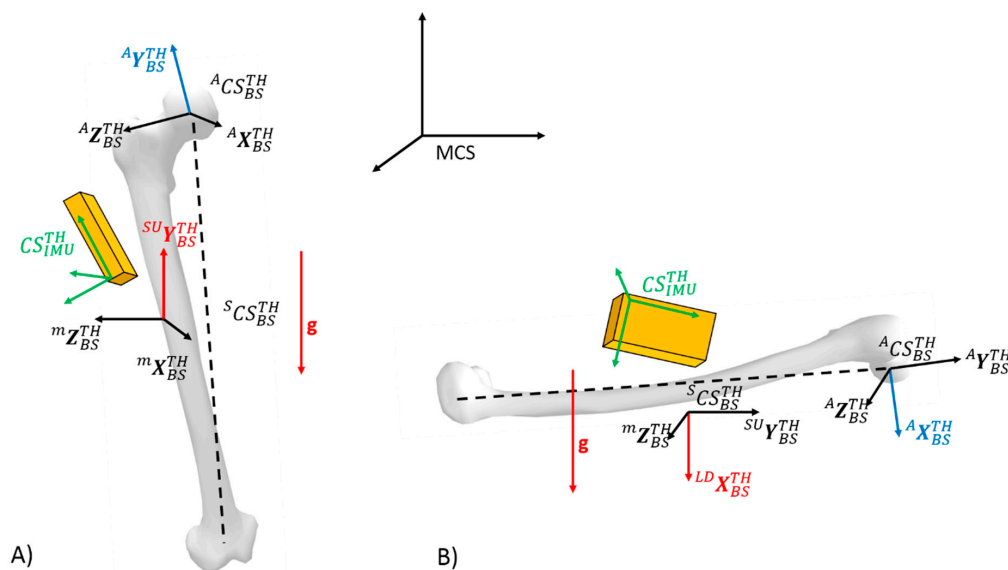 ^A Y_BS^TH
^A CS_BS^TH
^A Z_BS^TH
^A X_BS^TH
MCS
CS_IMU^TH
^SU Y_BS^TH
^S CS_BS^TH
g
^m Z_BS^TH
^m X_BS^TH
A)
CS_IMU^TH
^A CS_BS^TH
^A Y_BS^TH
^S CS_BS^TH
^A Z_BS^TH
^m Z_BS^TH
^SU Y_BS^TH
^A X_BS^TH
g
^LD X_BS^TH
B)